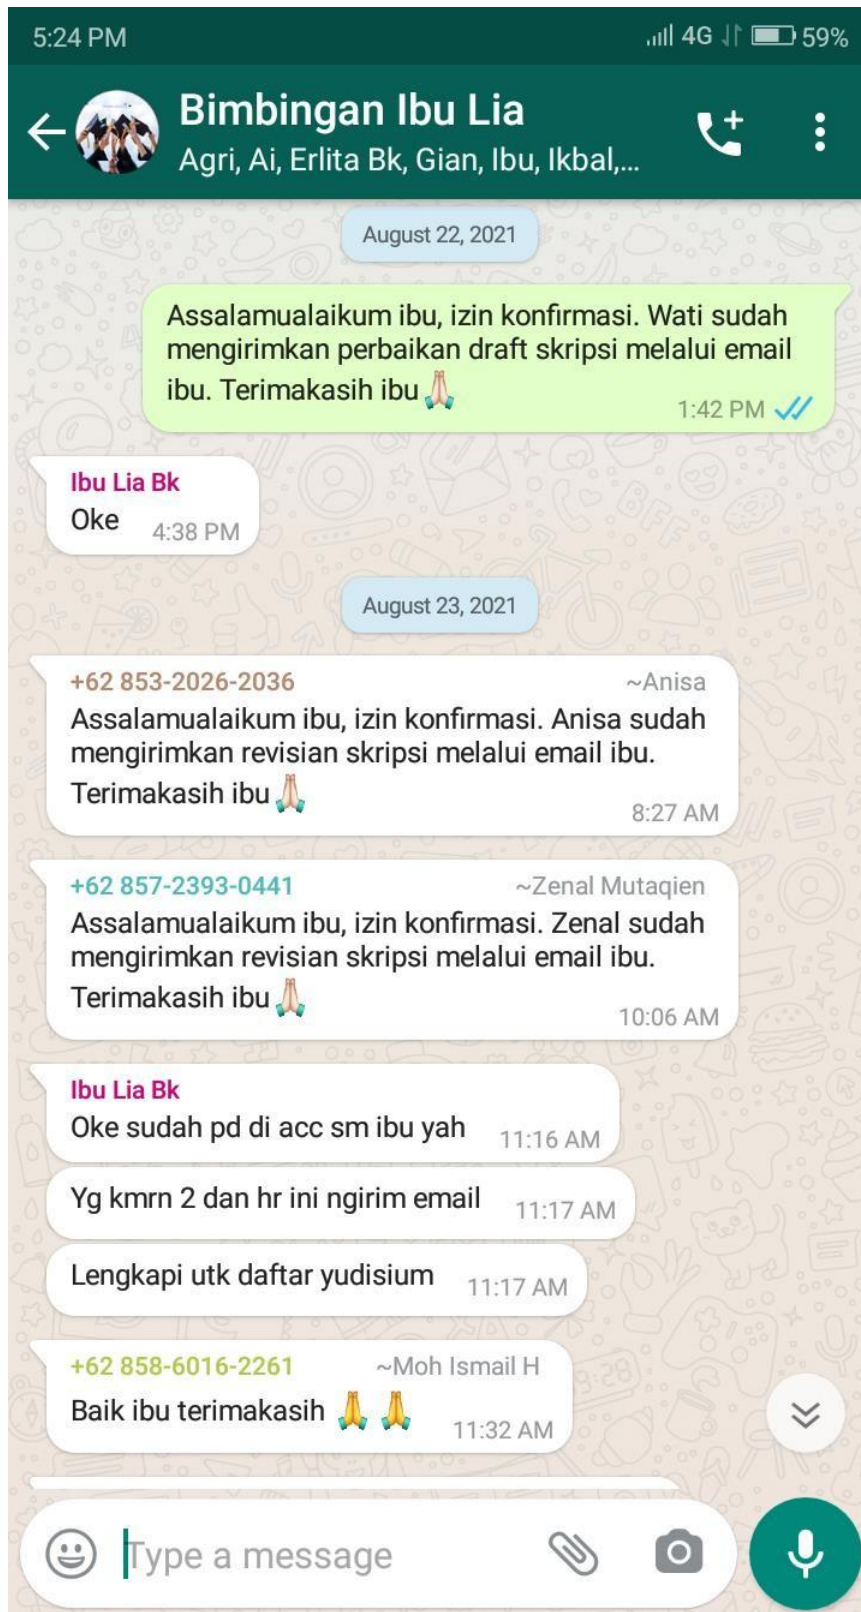 5:24 PM
4G 59%
Bimbingan Ibu Lia
Agri, Ai, Erlita Bk, Gian, Ibu, Ikbal,...
August 22, 2021
Assalamualaikum ibu, izin konfirmasi. Wati sudah
mengirimkan perbaikan draft skripsi melalui email
ibu. Terimakasih ibu🙏🏻
1:42 PM
Ibu Lia Bk
Oke 4:38 PM
August 23, 2021
+62 853-2026-2036 ~Anisa
Assalamualaikum ibu, izin konfirmasi. Anisa sudah
mengirimkan revisian skripsi melalui email ibu.
Terimakasih ibu🙏🏻
8:27 AM
+62 857-2393-0441 ~Zenal Mutaqien
Assalamualaikum ibu, izin konfirmasi. Zenal sudah
mengirimkan revisian skripsi melalui email ibu.
Terimakasih ibu🙏🏻
10:06 AM
Ibu Lia Bk
Oke sudah pd di acc sm ibu yah 11:16 AM
Yg kmrn 2 dan hr ini ngirim email 11:17 AM
Lengkapi utk daftar yudisium 11:17 AM
+62 858-6016-2261 ~Moh Ismail H
Baik ibu terimakasih 🙏 🙏 11:32 AM
Type a message